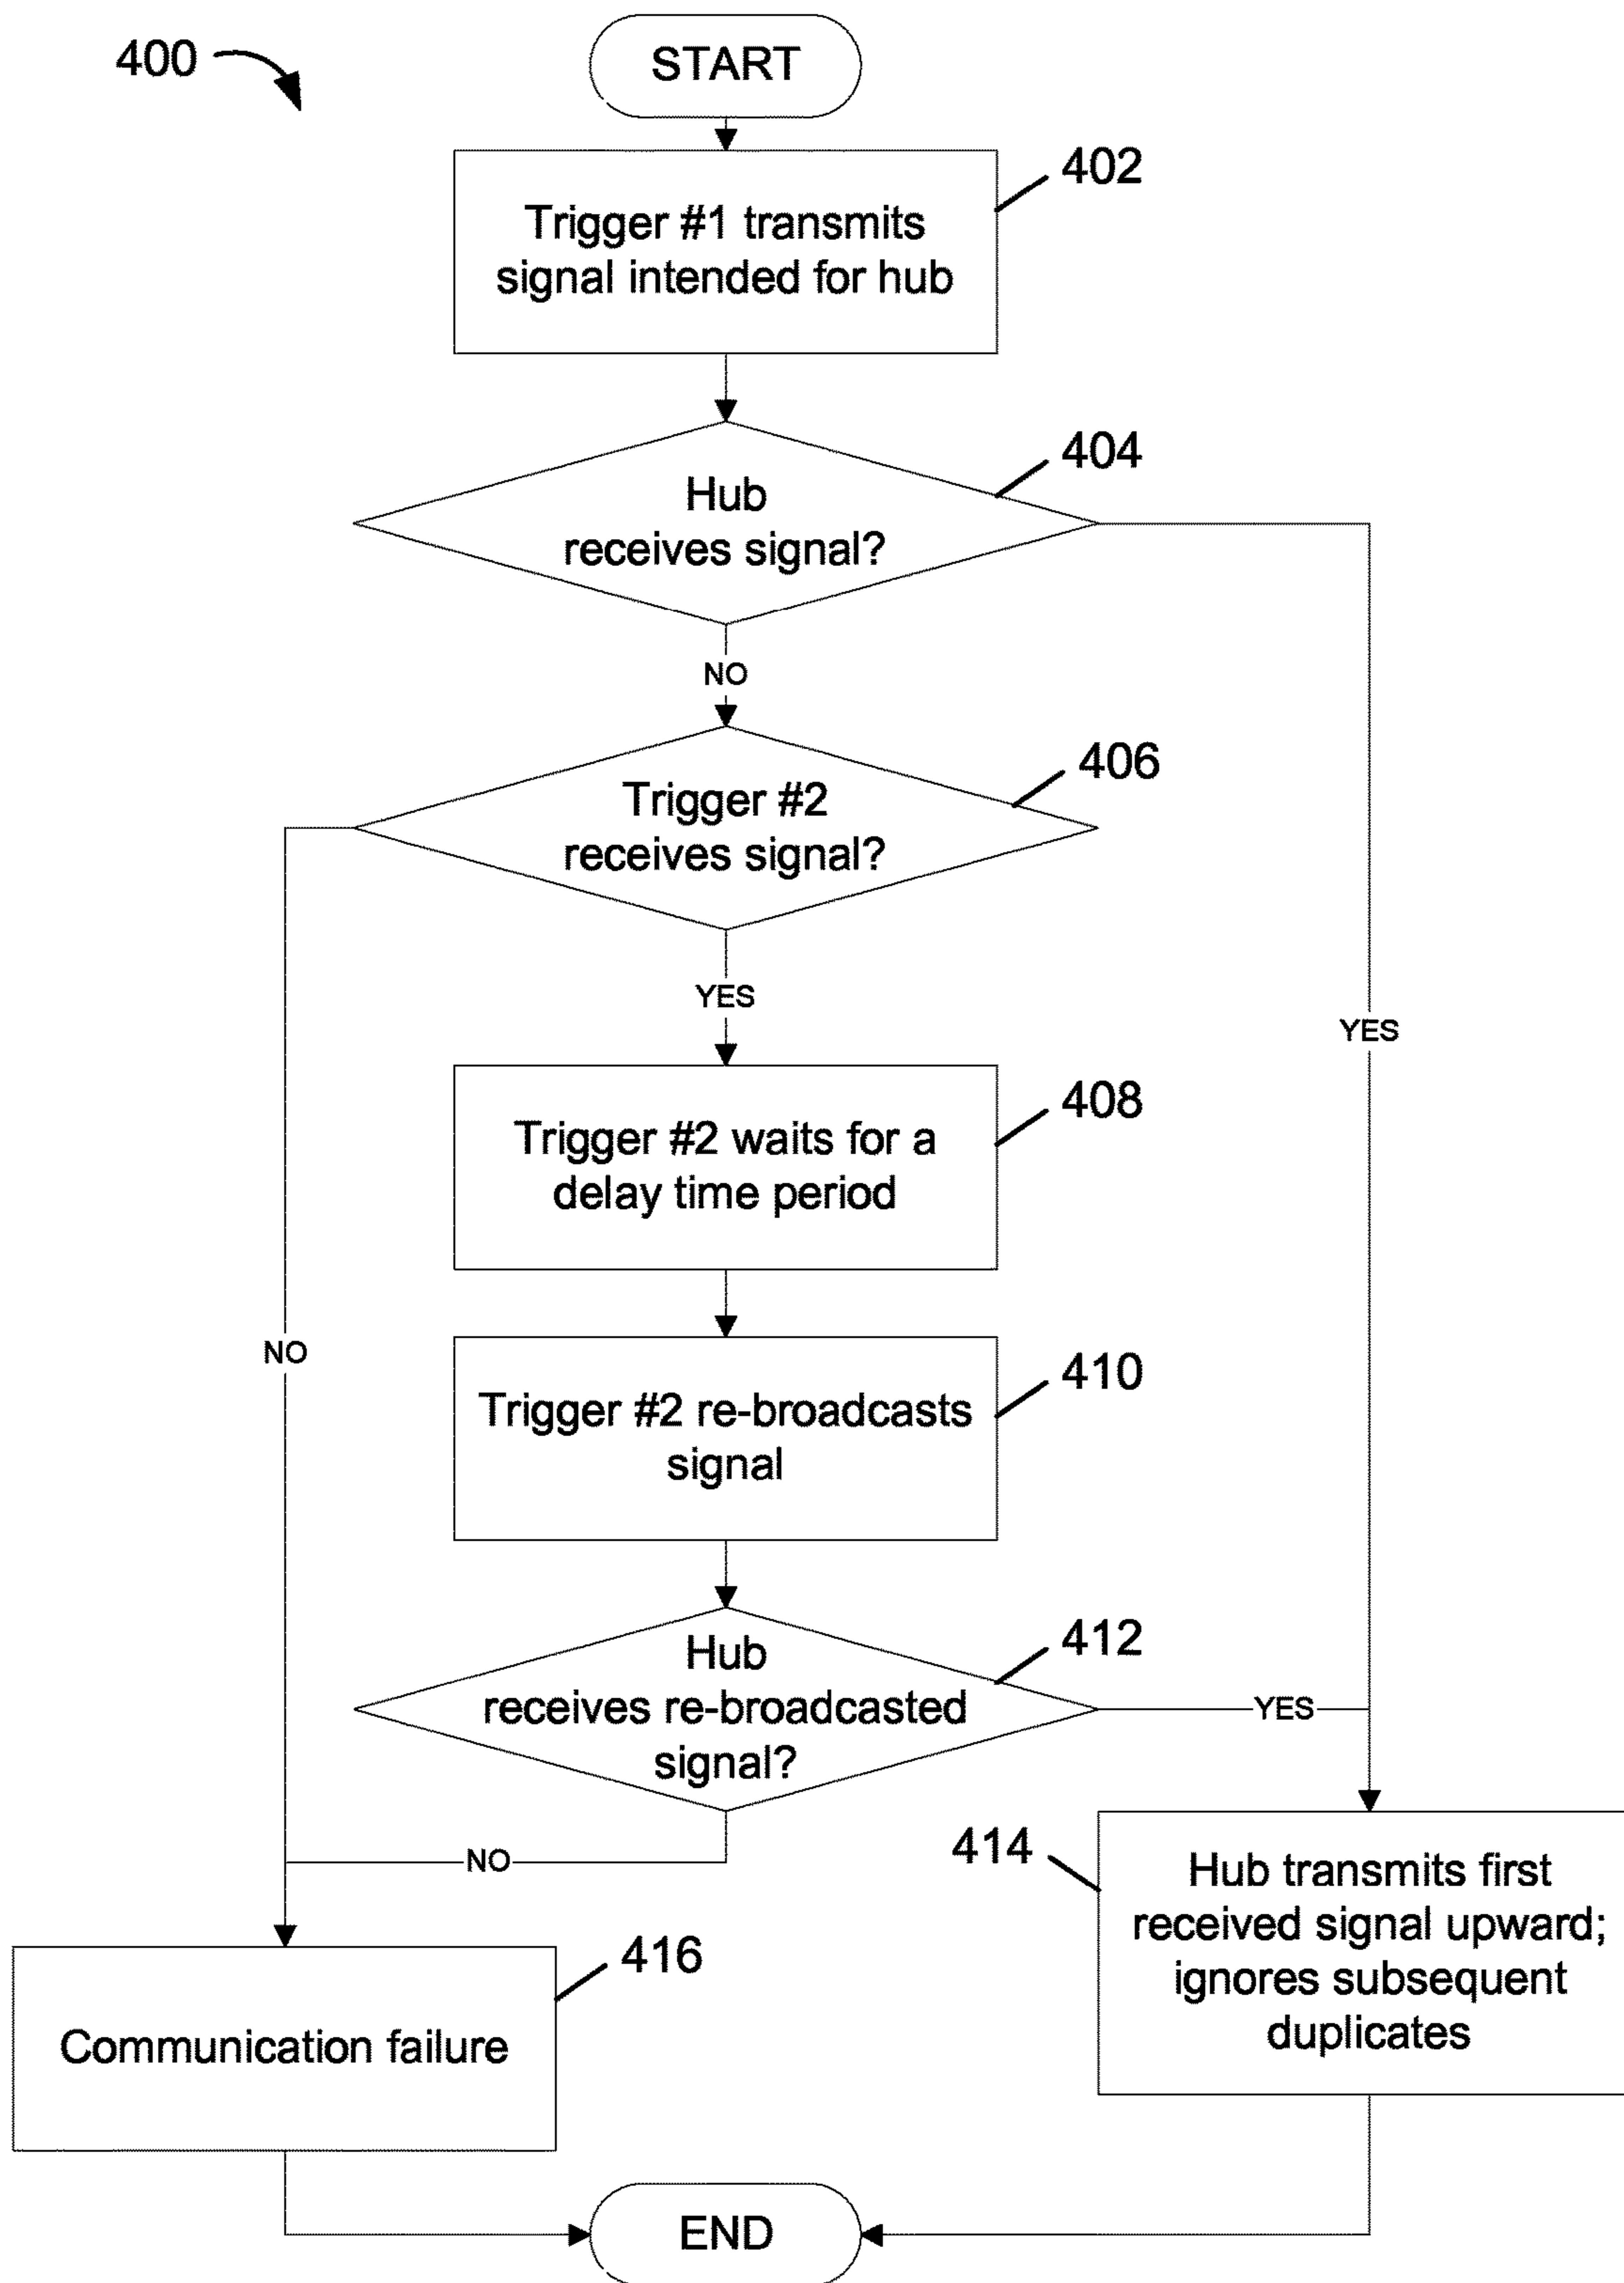 400
START
402
Trigger #1 transmits
signal intended for hub
404
Hub
receives signal?
NO
406
Trigger #2
receives signal?
YES
YES
408
Trigger #2 waits for a
delay time period
NO
410
Trigger #2 re-broadcasts
signal
412
Hub
receives re-broadcasted
signal?
YES
NO
414
Hub transmits first
received signal upward;
ignores subsequent
duplicates
416
Communication failure
END